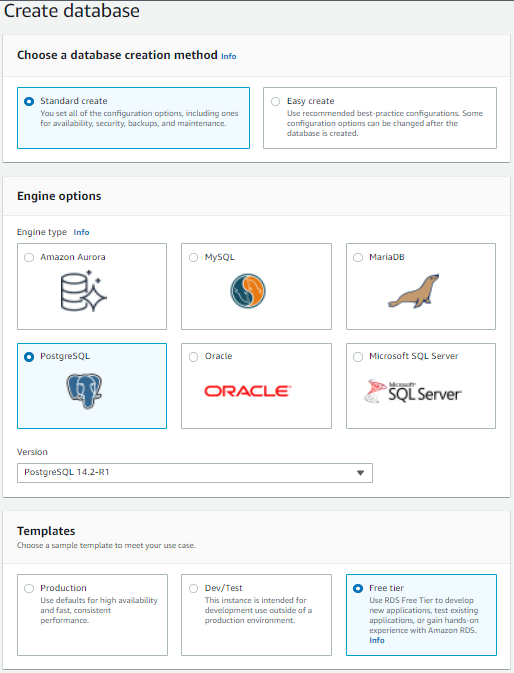 Create database
Choose a database creation method Info
Standard create
You set all of the configuration options, including ones
for availability, security, backups, and maintenance.
Easy create
Use recommended best-practice configurations. Some
configuration options can be changed after the
database is created.
Engine options
Engine type Info
Amazon Aurora
MySQL
MariaDB
PostgreSQL
Oracle
ORACLE
Microsoft SQL Server
Microsoft
SQL Server
Version
PostgreSQL 14.2-R1
Templates
Choose a sample template to meet your use case.
Production
Use defaults for high availability
and fast, consistent
performance.
Dev/Test
This instance is intended for
development use outside of a
production environment.
Free tier
Use RDS Free Tier to develop
new applications, test existing
applications, or gain hands-on
experience with Amazon RDS.
Info